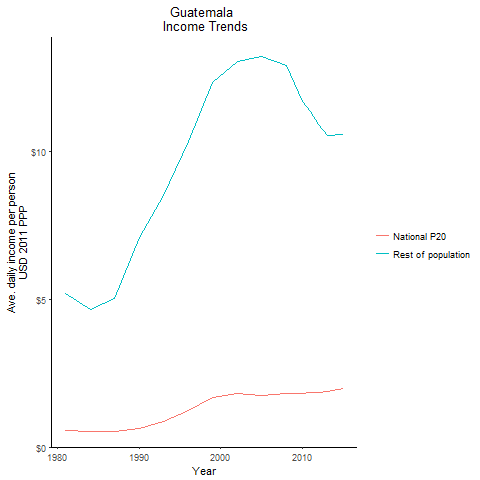 Guatemala
Income Trends
Ave. daily income per person
USD 2011 PPP
$10
$5
$0
1980
1990
2000
2010
Year
National P20
Rest of population